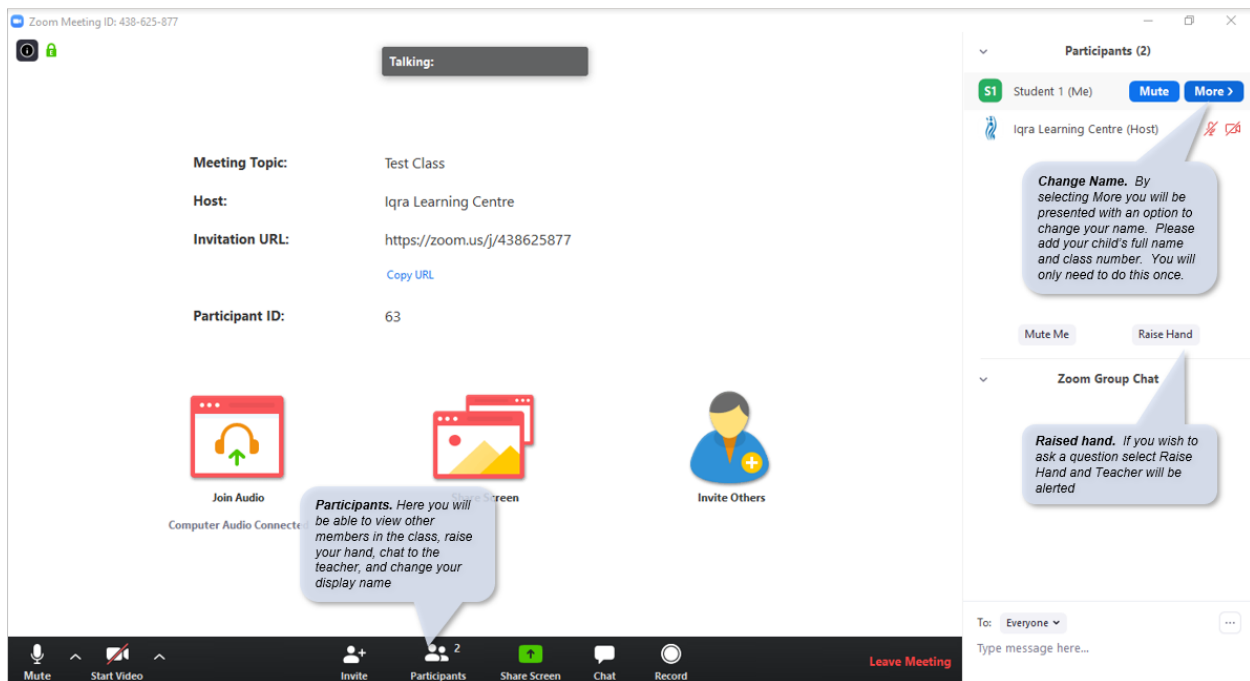 Zoom Meeting ID: 438-625-877
Talking:
Meeting Topic: Test Class
Host: Iqra Learning Centre
Invitation URL: https://zoom.us/j/438625877
Copy URL
Participant ID: 63
Join Audio
Computer Audio Connected
Share Screen
Invite Others
Participants. Here you will
be able to view other
members in the class, raise
your hand, chat to the
teacher, and change your
display name
Mute
Start Video
Invite
Participants
2
Share Screen
Chat
Record
Leave Meeting
Participants (2)
S1 Student 1 (Me) Mute More >
Iqra Learning Centre (Host)
Change Name. By
selecting More you will be
presented with an option to
change your name. Please
add your child's full name
and class number. You will
only need to do this once.
Mute Me Raise Hand
Zoom Group Chat
Raised hand. If you wish to
ask a question select Raise
Hand and Teacher will be
alerted
To: Everyone
Type message here...